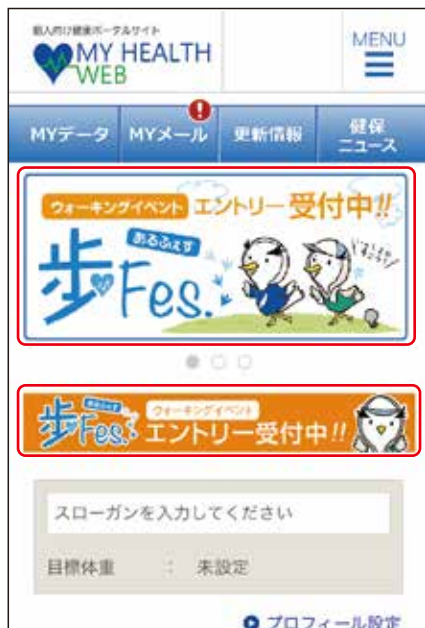 個人向け健康ポータルサイト
MY HEALTH
WEB
MENU
MYデータ
MYメール
更新情報
健保
ニュース
ウォーキングイベント エントリー受付中!!
あるふぇす
歩Fes.
あるふぇす
歩Fes.
ウォーキングイベント
エントリー受付中!!
スローガンを入力してください
目標体重 : 未設定
プロフィール設定